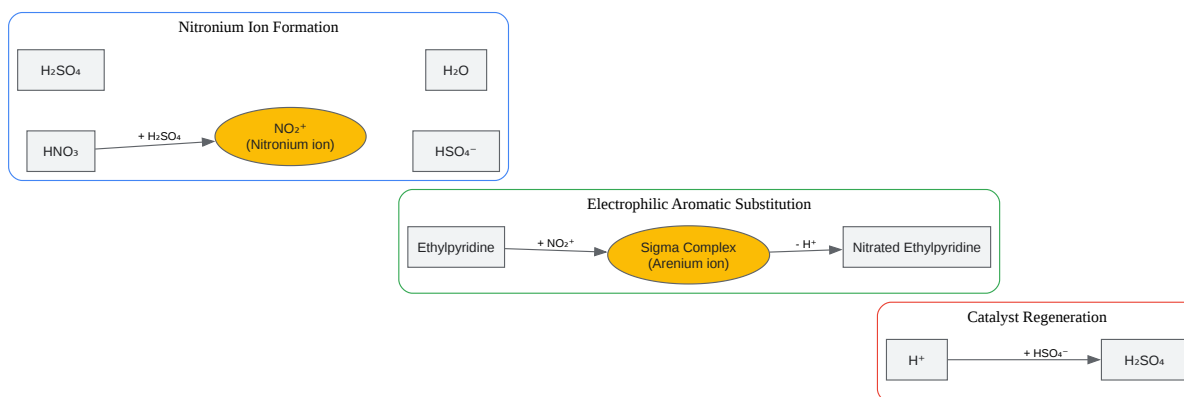 Nitronium Ion Formation
H₂SO₄
H₂O
HNO₃
+ H₂SO₄
NO₂⁺
(Nitronium ion)
HSO₄⁻
Electrophilic Aromatic Substitution
Ethylpyridine
+ NO₂⁺
Sigma Complex
(Arenium ion)
- H⁺
Nitrated Ethylpyridine
Catalyst Regeneration
H⁺
+ HSO₄⁻
H₂SO₄